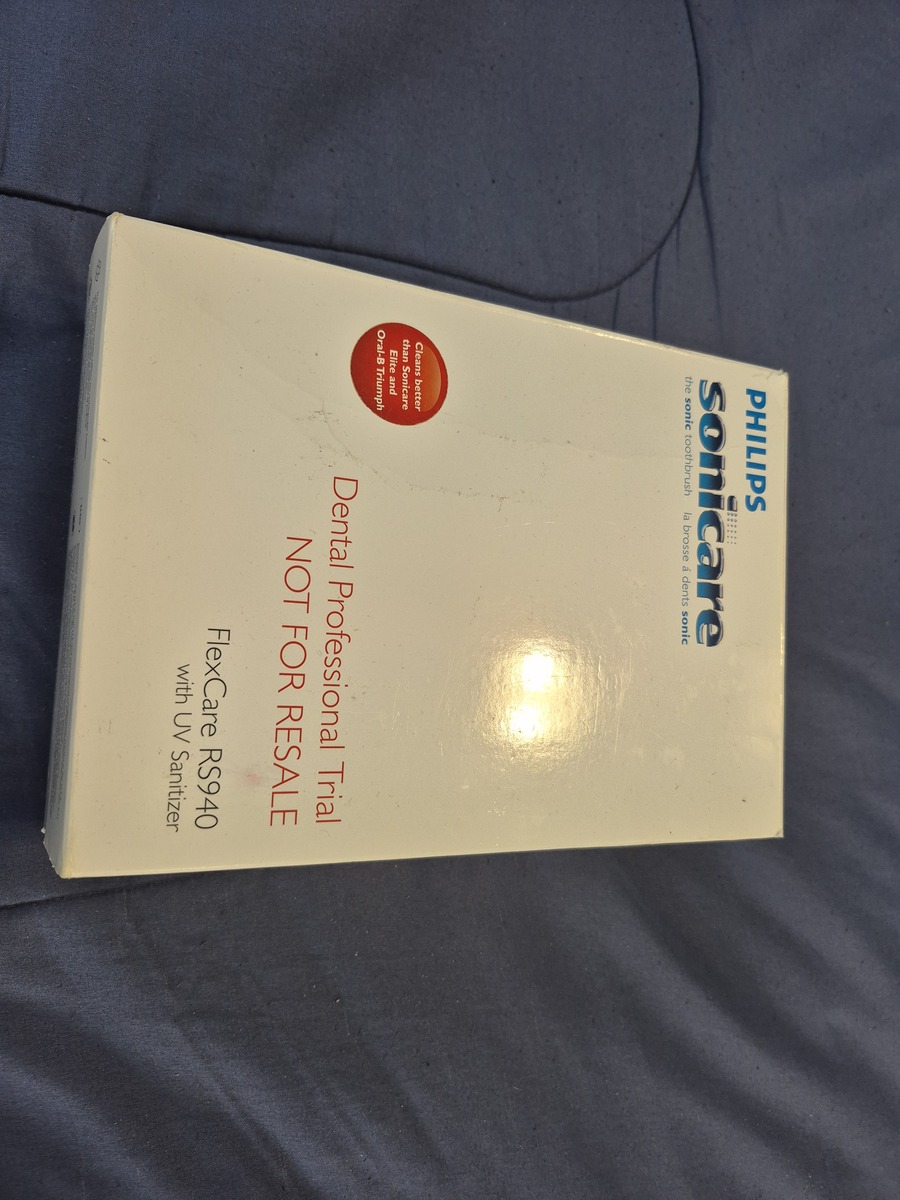 PHILIPS
sonicare
the sonic toothbrush la brosse á dents sonic
Cleans better
than Sonicare
Elite and
Oral-B Triumph
Dental Professional Trial
NOT FOR RESALE
FlexCare RS940
with UV Sanitizer